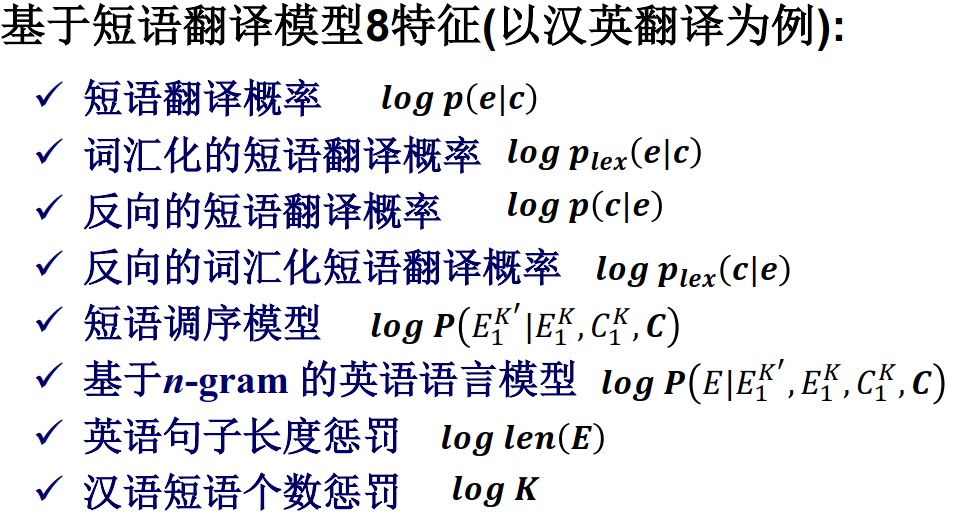 基于短语翻译模型8特征(以汉英翻译为例):
✓ 短语翻译概率 log p(e|c)
✓ 词汇化的短语翻译概率 log p_lex(e|c)
✓ 反向的短语翻译概率 log p(c|e)
✓ 反向的词汇化短语翻译概率 log p_lex(c|e)
✓ 短语调序模型 log P(E_1^{K'}|E_1^K, C_1^K, C)
✓ 基于n-gram 的英语语言模型 log P(E|E_1^{K'}, E_1^K, C_1^K, C)
✓ 英语句子长度惩罚 log len(E)
✓ 汉语短语个数惩罚 log K